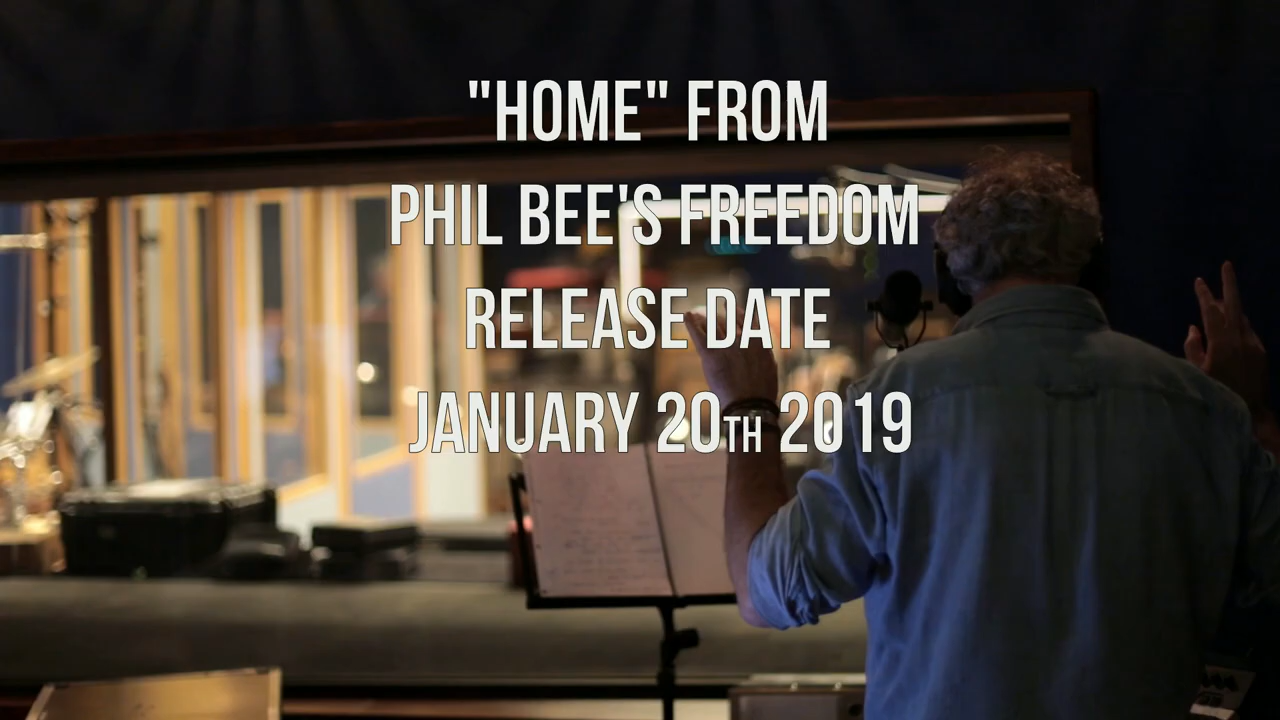 "HOME" FROM
PHIL BEE'S FREEDOM
RELEASE DATE
JANUARY 20TH 2019